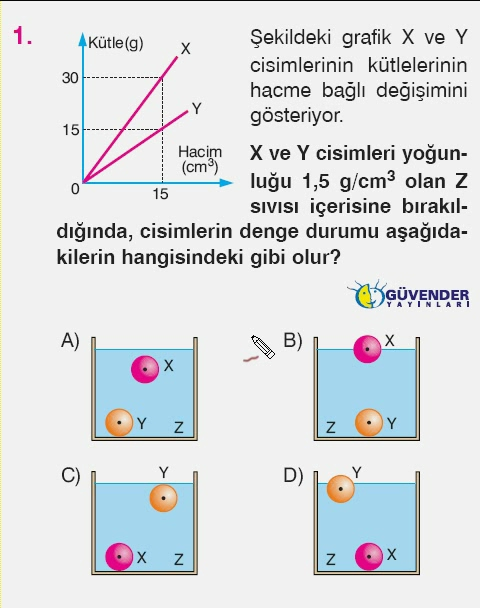 1.
Kütle(g)
X
Y
30
15
0
15
Hacim
(cm³)
Şekildeki grafik X ve Y
cisimlerinin kütlelerinin
hacme bağlı değişimini
gösteriyor.
X ve Y cisimleri yoğun-
luğu 1,5 g/cm³ olan Z
sıvısı içerisine bırakıl-
dığında, cisimlerin denge durumu aşağıda-
kilerin hangisindeki gibi olur?
GÜVENDER
YAYINLARI
A)
X
Y
Z
B)
X
Z
Y
C)
Y
X
Z
D)
Y
Z
X